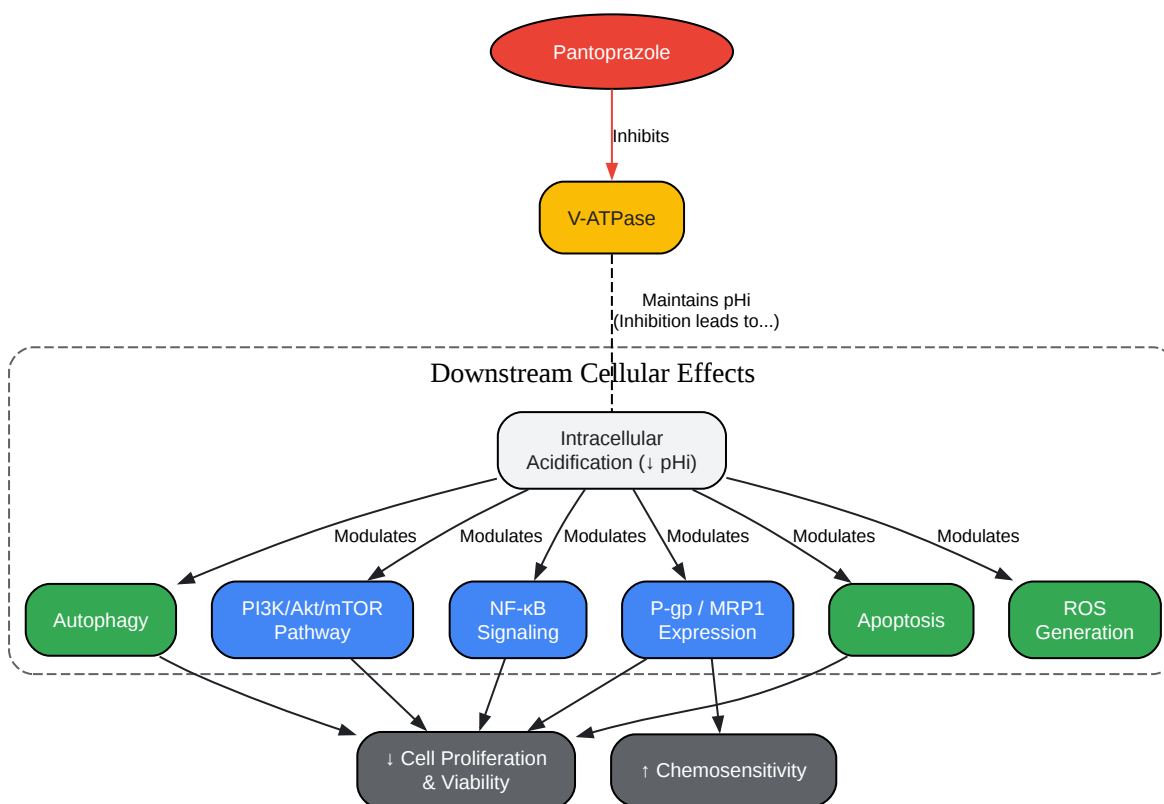 Pantoprazole
Inhibits
V-ATPase
Maintains pHi
(Inhibition leads to...)
Downstream Cellular Effects
Intracellular
Acidification (↓ pHi)
Modulates
Modulates
Modulates
Modulates
Modulates
Modulates
Autophagy
PI3K/Akt/mTOR
Pathway
NF-κB
Signaling
P-gp / MRP1
Expression
Apoptosis
ROS
Generation
↓ Cell Proliferation
& Viability
↑ Chemosensitivity